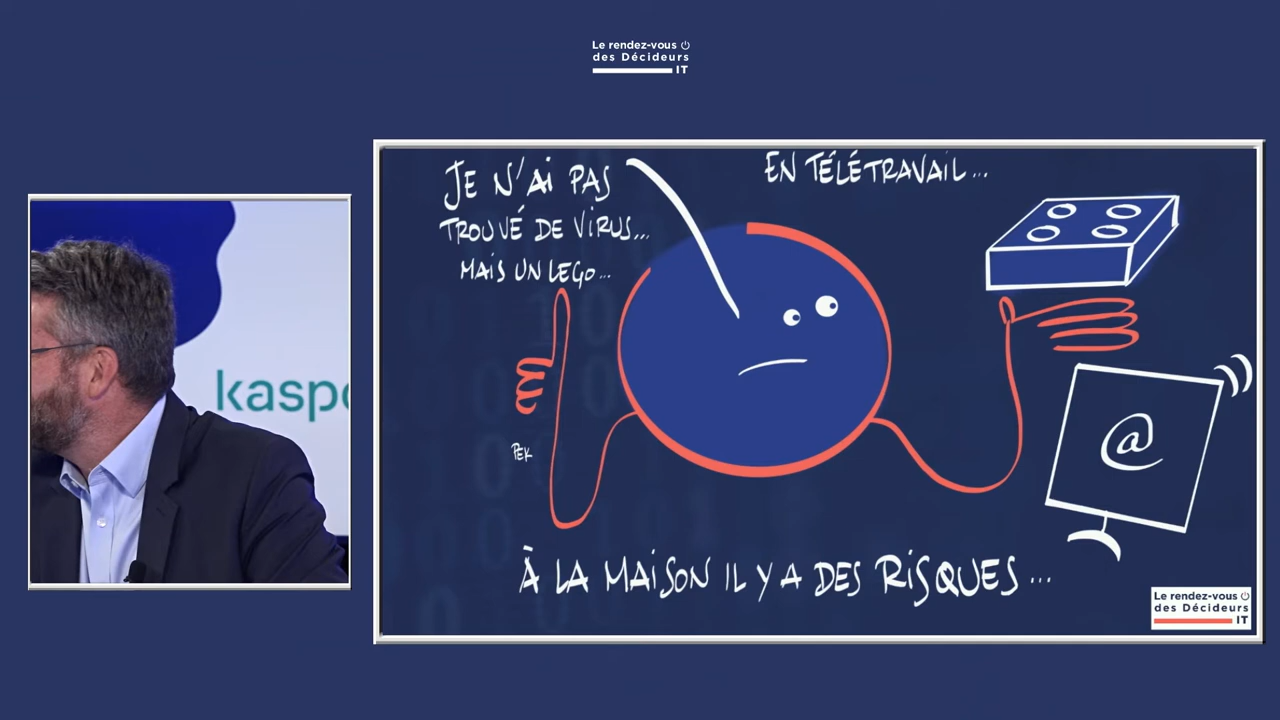 Le rendez-vous
des Décideurs
IT
JE N'Ai PAS
TROUVÉ DE ViRUS...
MAiS UN LEGO...
EN TÉLÉTRAVAiL...
kasp
@
PEK
À LA MAiSON IL Y A DES RiSQUES...
Le rendez-vous
des Décideurs
IT